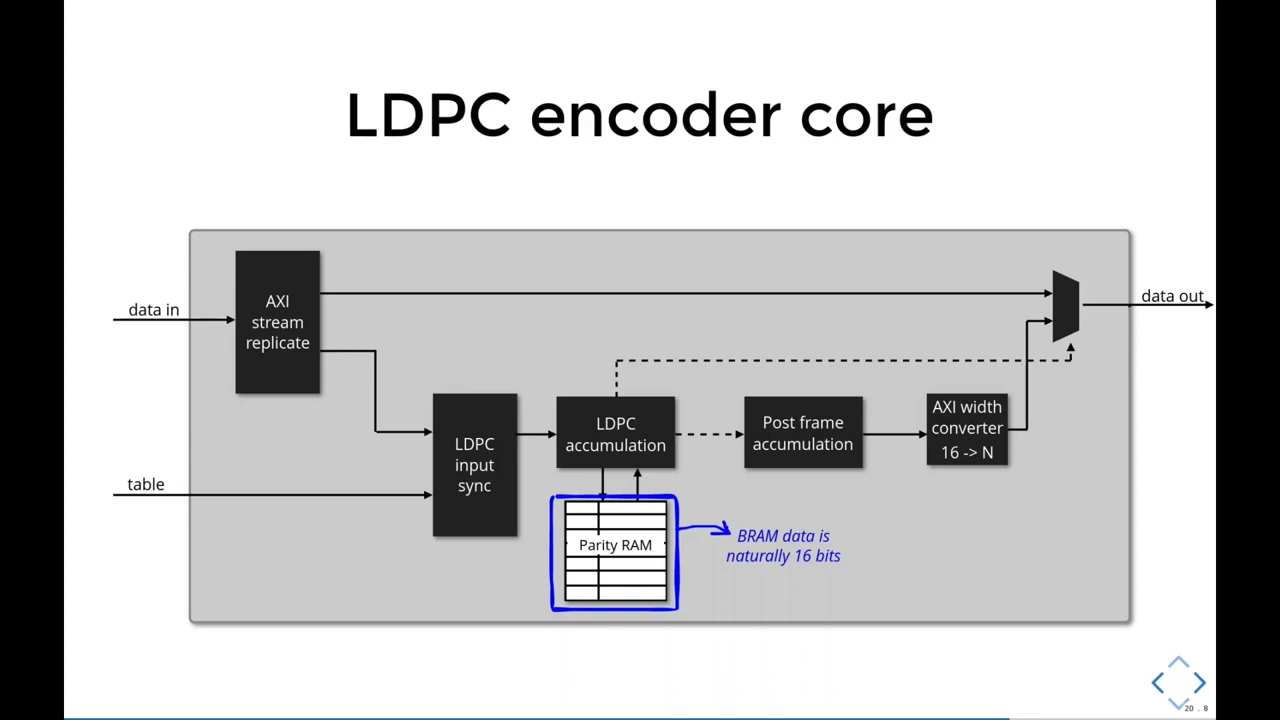 LDPC encoder core
data in
AXI
stream
replicate
data out
table
LDPC
input
sync
LDPC
accumulation
Post frame
accumulation
AXI width
converter
16 -> N
Parity RAM
BRAM data is
naturally 16 bits
20 . 8